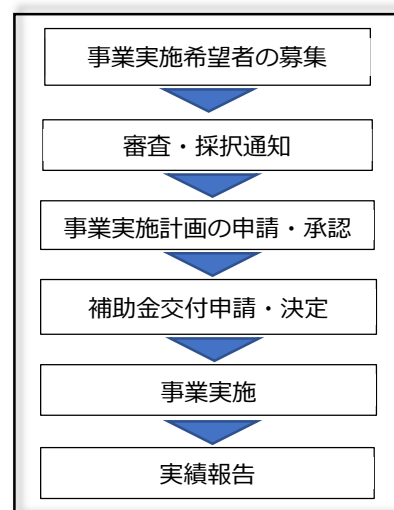 事業実施希望者の募集
審査・採択通知
事業実施計画の申請・承認
補助金交付申請・決定
事業実施
実績報告